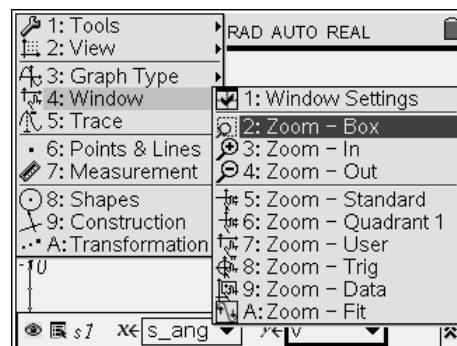 1: Tools
RAD AUTO REAL
2: View
3: Graph Type
4: Window
5: Trace
6: Points & Lines
7: Measurement
8: Shapes
9: Construction
A: Transformation
1: Window Settings
2: Zoom – Box
3: Zoom – In
4: Zoom – Out
5: Zoom – Standard
6: Zoom – Quadrant 1
7: Zoom – User
8: Zoom – Trig
9: Zoom – Data
A: Zoom – Fit
-10
s1 x← s_ang y← v